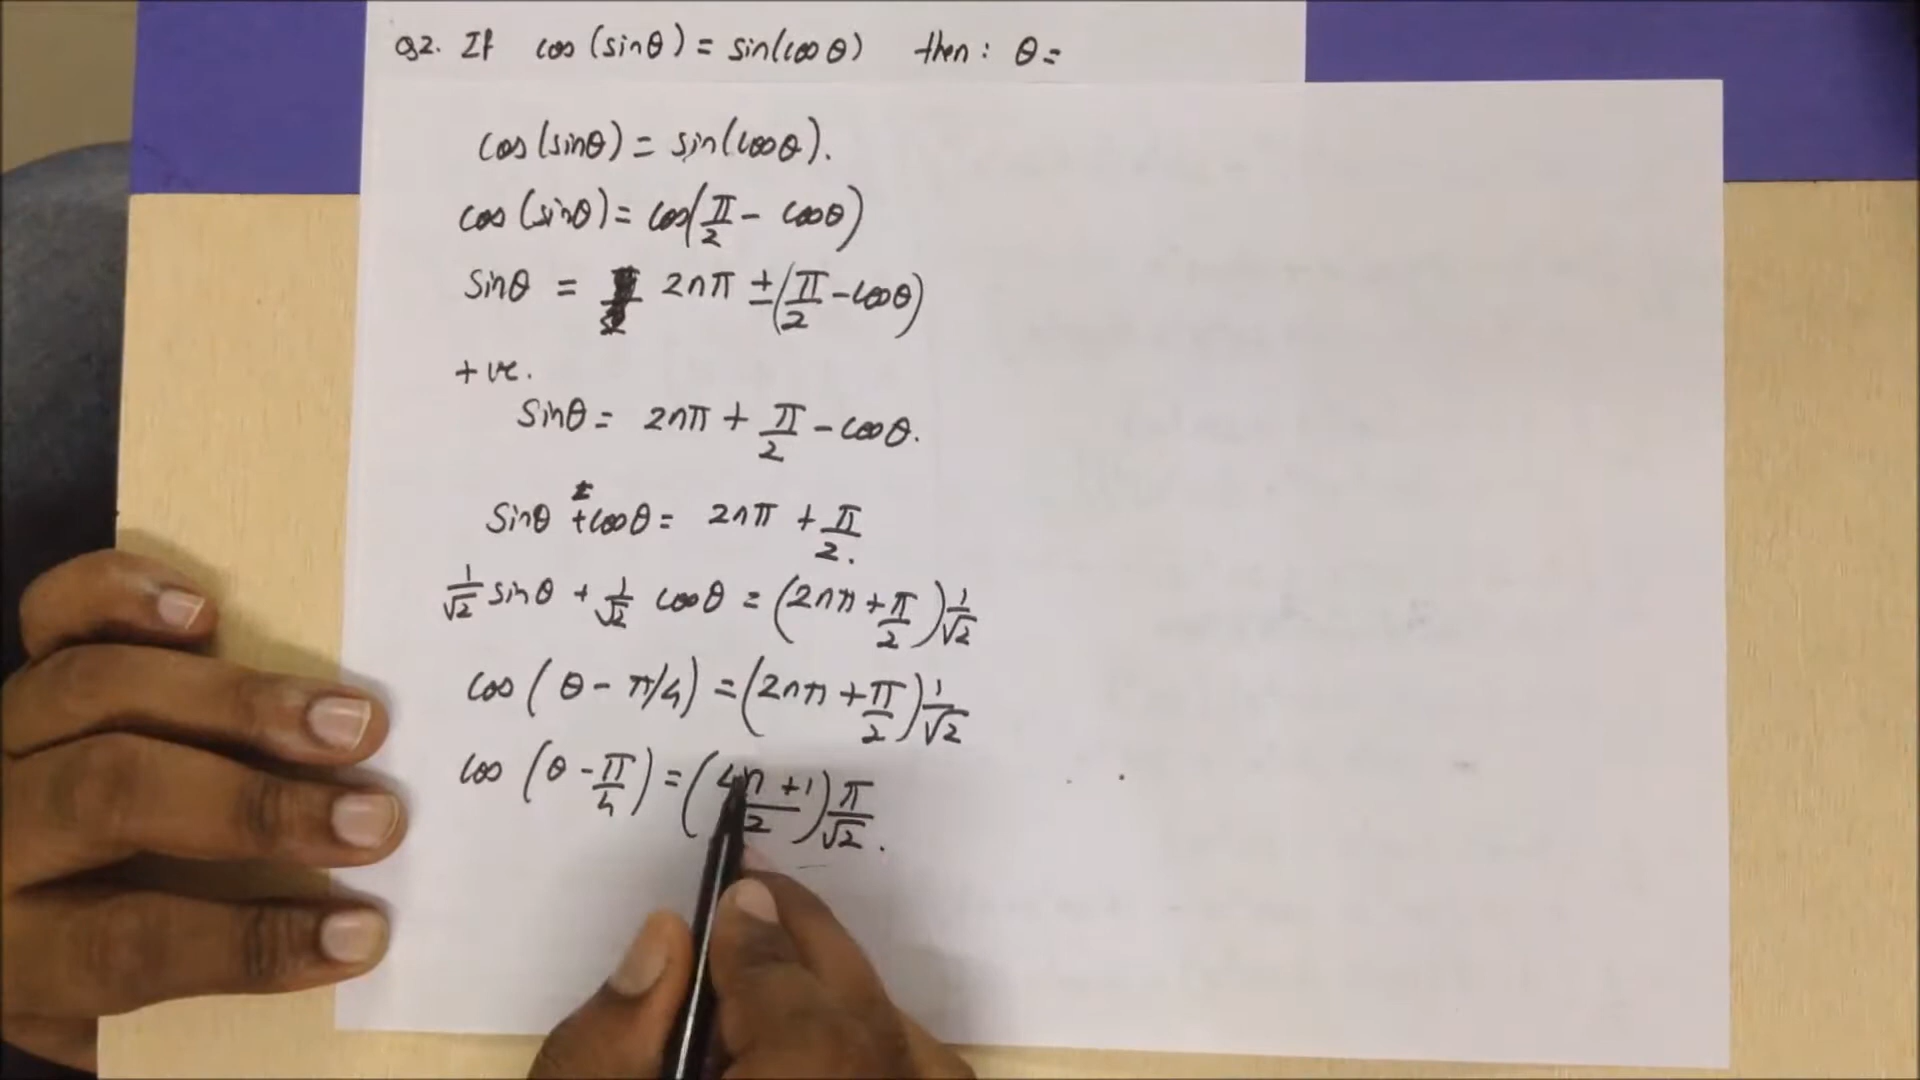 Q2. If cos (sinθ) = sin(cosθ) then : θ =
cos (sinθ) = sin(cosθ).
cos (sinθ) = cos(π/2 - cosθ)
sinθ = 2nπ ± (π/2 - cosθ)
+ve.
sinθ = 2nπ + π/2 - cosθ.
sinθ + cosθ = 2nπ + π/2.
1/√2 sinθ + 1/√2 cosθ = (2nπ + π/2) 1/√2
cos (θ - π/4) = (2nπ + π/2) 1/√2
cos (θ - π/4) = (4n + 1/2) π/√2.